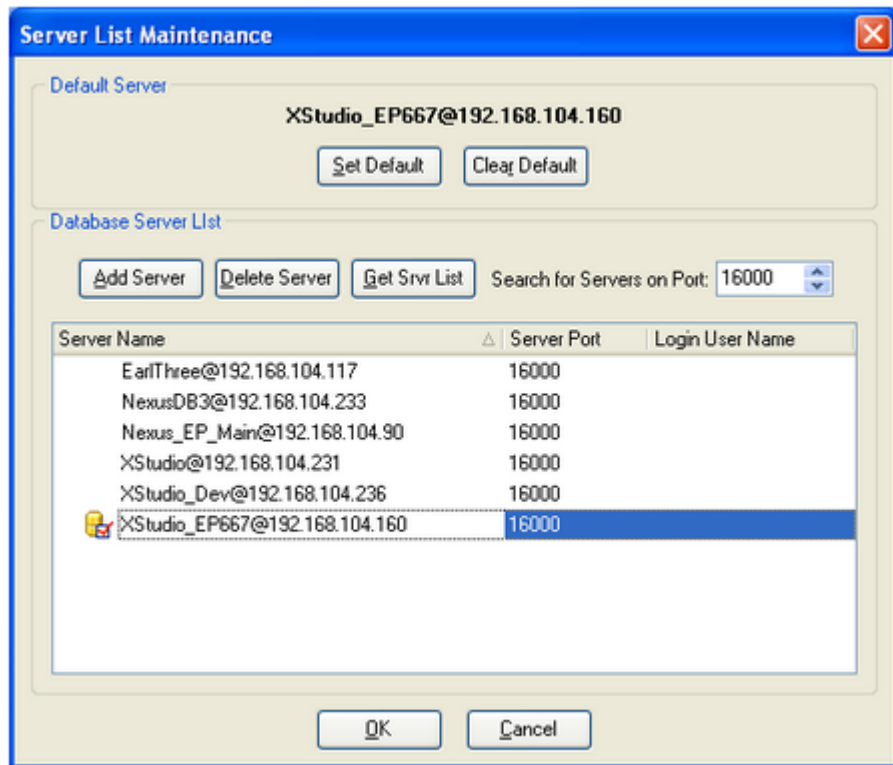 Server List Maintenance
Default Server
XStudio_EP667@192.168.104.160
Set Default Clear Default
Database Server LIst
Add Server Delete Server Get Srvr List Search for Servers on Port: 16000
Server Name Server Port Login User Name
EarlThree@192.168.104.117 16000
NexusDB3@192.168.104.233 16000
Nexus_EP_Main@192.168.104.90 16000
XStudio@192.168.104.231 16000
XStudio_Dev@192.168.104.236 16000
XStudio_EP667@192.168.104.160 16000
OK Cancel